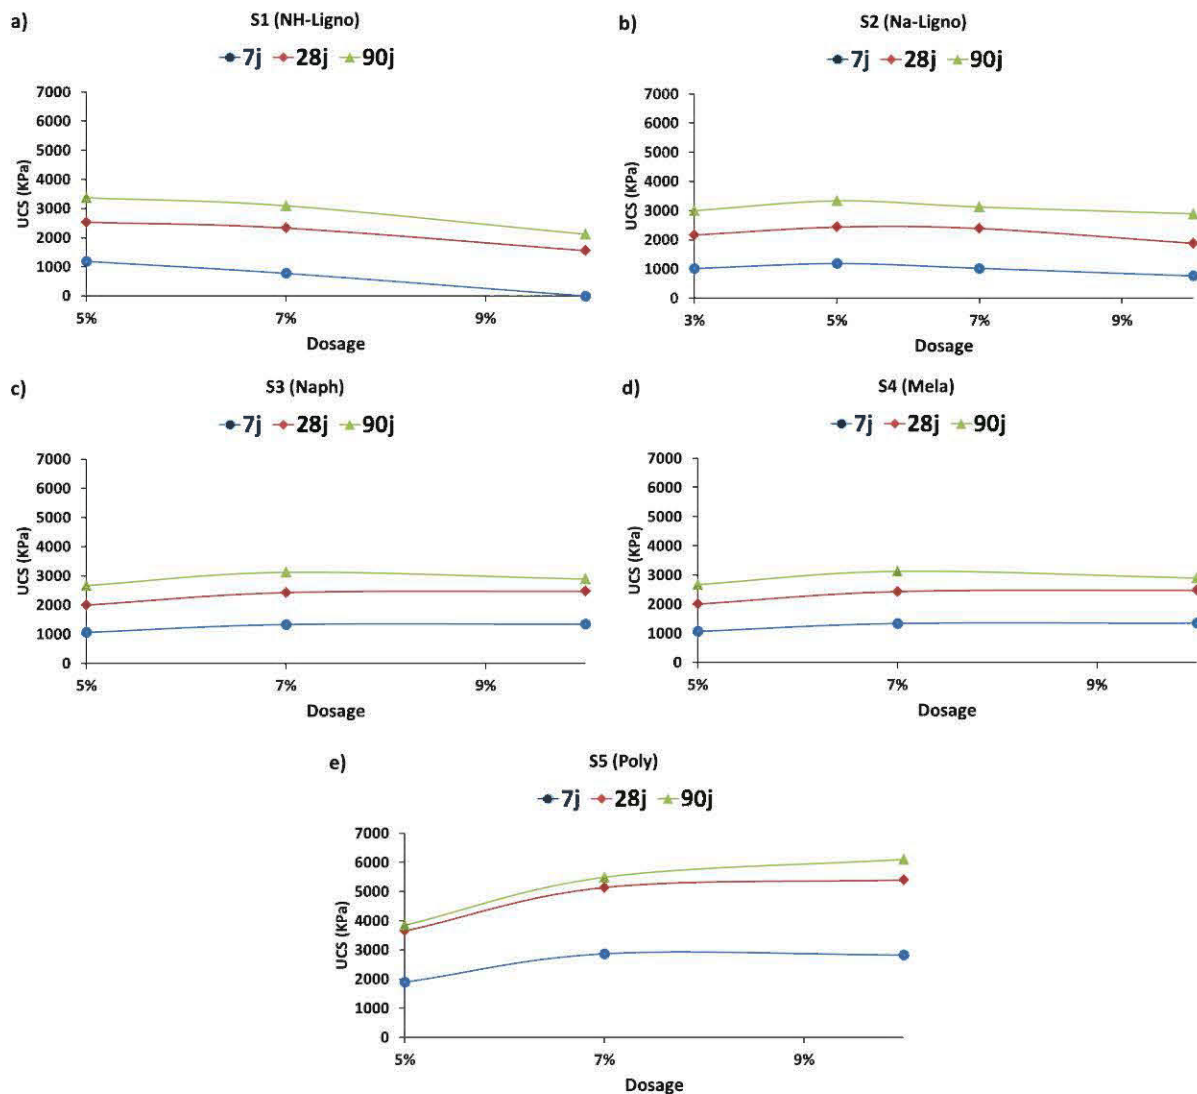 a)
S1 (NH-Ligno)
7j 28j 90j
7000
6000
5000
4000
3000
2000
1000
0
UCS (KPa)
5% 7% 9%
Dosage
b)
S2 (Na-Ligno)
7j 28j 90j
7000
6000
5000
4000
3000
2000
1000
0
UCS (KPa)
3% 5% 7% 9%
Dosage
c)
S3 (Naph)
7j 28j 90j
7000
6000
5000
4000
3000
2000
1000
0
UCS (KPa)
5% 7% 9%
Dosage
d)
S4 (Mela)
7j 28j 90j
7000
6000
5000
4000
3000
2000
1000
0
UCS (KPa)
5% 7% 9%
Dosage
e)
S5 (Poly)
7j 28j 90j
7000
6000
5000
4000
3000
2000
1000
0
UCS (KPa)
5% 7% 9%
Dosage